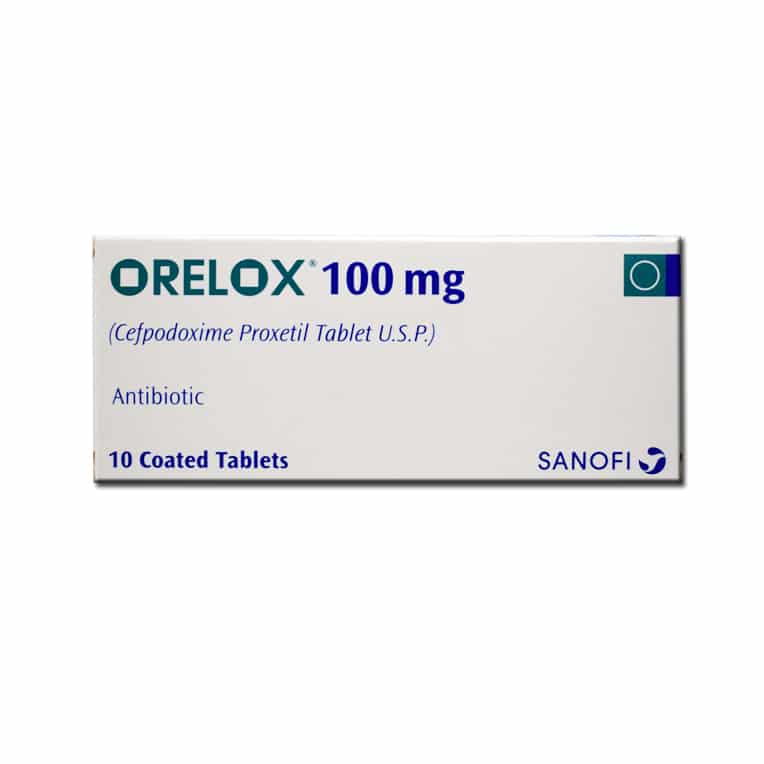 ORELOX® 100 mg
(Cefpodoxime Proxetil Tablet U.S.P.)
Antibiotic
10 Coated Tablets
SANOFI